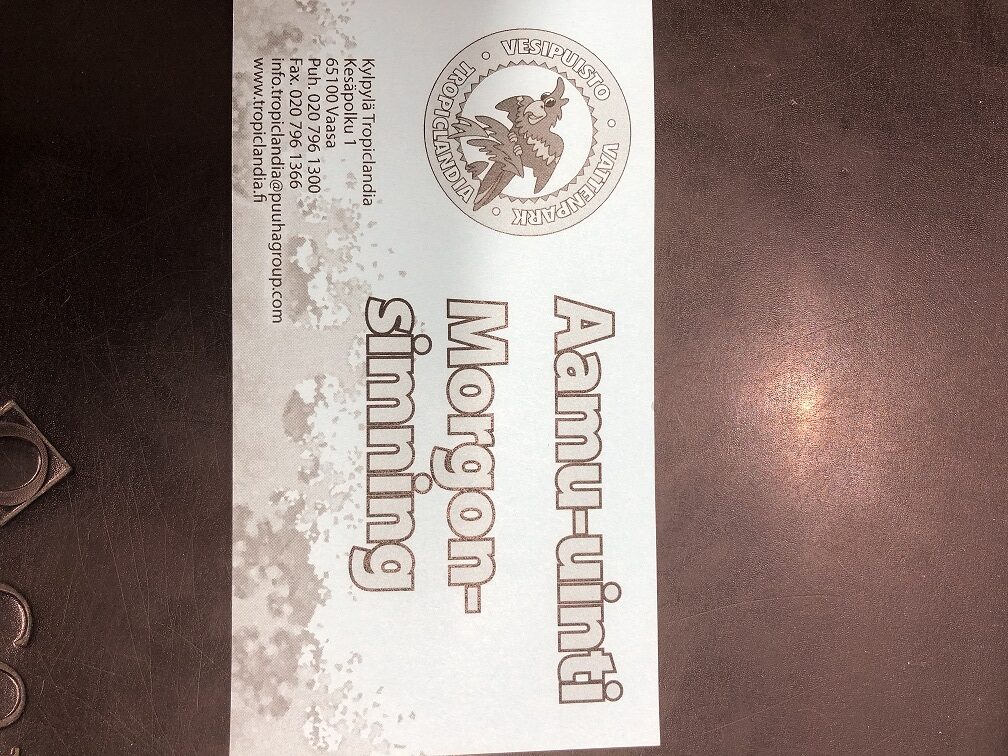 VESIPUISTO • VATTENPARK • TROPICLANDIA •
Aamu-uinti
Morgon-
simning
Kylpylä Tropiclandia
Kesäpolku 1
65100 Vaasa
Puh. 020 796 1300
Fax. 020 796 1366
info.tropiclandia@puuhagroup.com
www.tropiclandia.fi